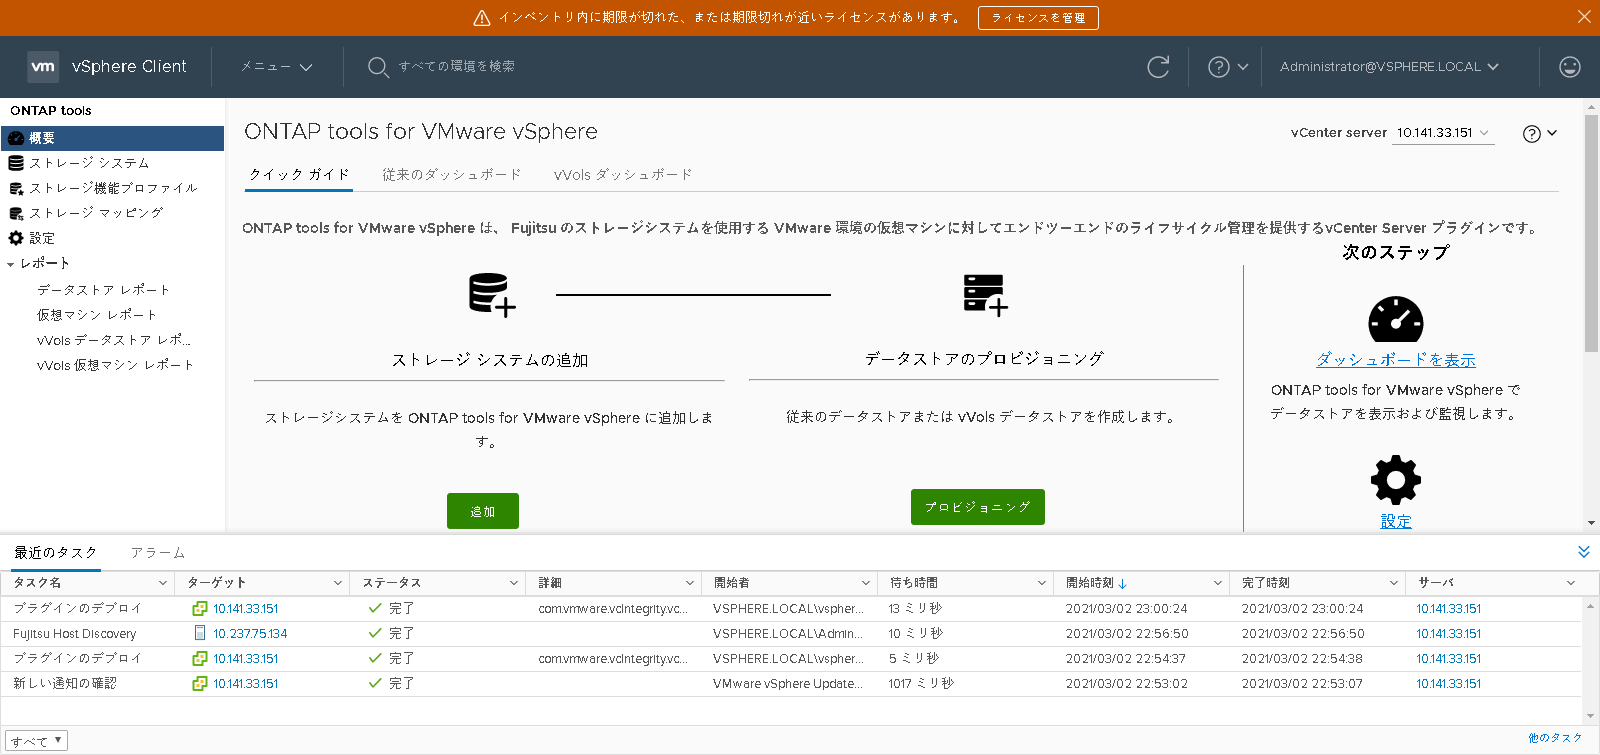 インベントリ内に期限が切れた、または期限切れが近いライセンスがあります。 ライセンスを管理
vm vSphere Client メニュー すべての環境を検索 Administrator@VSPHERE.LOCAL
ONTAP tools
概要
ストレージ システム
ストレージ機能プロファイル
ストレージ マッピング
設定
レポート
データストア レポート
仮想マシン レポート
vVols データストア レポ...
vVols 仮想マシン レポート
ONTAP tools for VMware vSphere
vCenter server 10.141.33.151
クイック ガイド 従来のダッシュボード vVols ダッシュボード
ONTAP tools for VMware vSphere は、 Fujitsu のストレージシステムを使用する VMware 環境の仮想マシンに対してエンドツーエンドのライフサイクル管理を提供するvCenter Server プラグインです。
ストレージ システムの追加
ストレージシステムを ONTAP tools for VMware vSphere に追加しま
す。
追加
データストアのプロビジョニング
従来のデータストアまたは vVols データストアを作成します。
プロビジョニング
次のステップ
ダッシュボードを表示
ONTAP tools for VMware vSphere で
データストアを表示および監視します。
設定
最近のタスク アラーム
タスク名 ターゲット ステータス 詳細 開始者 待ち時間 開始時刻 完了時刻 サーバ
プラグインのデプロイ 10.141.33.151 完了 com.vmware.vcIntegrity.vc... VSPHERE.LOCAL\vspher... 13 ミリ秒 2021/03/02 23:00:24 2021/03/02 23:00:24 10.141.33.151
Fujitsu Host Discovery 10.237.75.134 完了 VSPHERE.LOCAL\Admin... 10 ミリ秒 2021/03/02 22:56:50 2021/03/02 22:56:50 10.141.33.151
プラグインのデプロイ 10.141.33.151 完了 com.vmware.vcIntegrity.vc... VSPHERE.LOCAL\vspher... 5 ミリ秒 2021/03/02 22:54:37 2021/03/02 22:54:38 10.141.33.151
新しい通知の確認 10.141.33.151 完了 VMware vSphere Update... 1017 ミリ秒 2021/03/02 22:53:02 2021/03/02 22:53:07 10.141.33.151
すべて 他のタスク